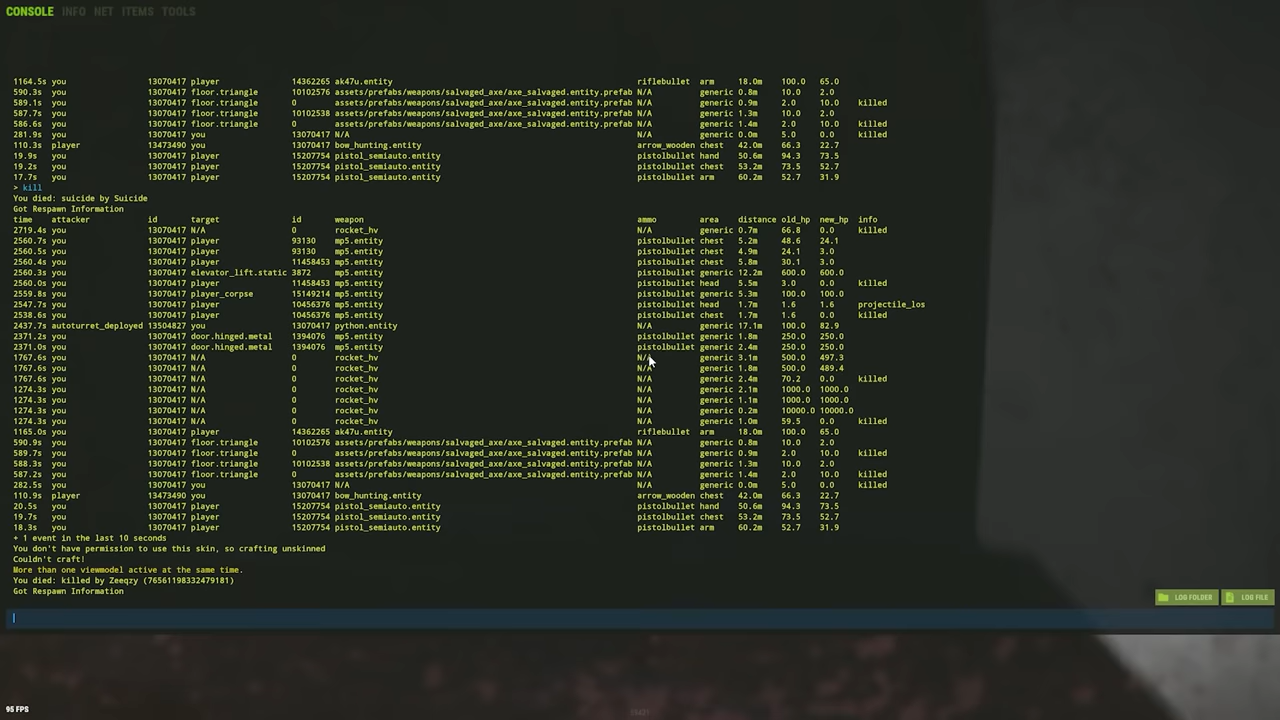 CONSOLE INFO NET ITEMS TOOLS
1164.5s you 13070417 player 14362265 ak47u.entity riflebullet arm 18.0m 100.0 65.0
590.3s you 13070417 floor.triangle 10102576 assets/prefabs/weapons/salvaged_axe/axe_salvaged.entity.prefab N/A generic 0.8m 10.0 2.0
589.1s you 13070417 floor.triangle 0 assets/prefabs/weapons/salvaged_axe/axe_salvaged.entity.prefab N/A generic 0.9m 2.0 10.0 killed
587.7s you 13070417 floor.triangle 10102538 assets/prefabs/weapons/salvaged_axe/axe_salvaged.entity.prefab N/A generic 1.3m 10.0 2.0
586.6s you 13070417 floor.triangle 0 assets/prefabs/weapons/salvaged_axe/axe_salvaged.entity.prefab N/A generic 1.4m 2.0 10.0 killed
281.9s you 13070417 you 13070417 N/A N/A generic 0.0m 5.0 0.0 killed
110.3s player 13473490 you 13070417 bow_hunting.entity arrow_wooden chest 42.0m 66.3 22.7
19.9s you 13070417 player 15207754 pistol_semiauto.entity pistolbullet hand 50.6m 94.3 73.5
19.2s you 13070417 player 15207754 pistol_semiauto.entity pistolbullet chest 53.2m 73.5 52.7
17.7s you 13070417 player 15207754 pistol_semiauto.entity pistolbullet arm 60.2m 52.7 31.9
> kill
You died: suicide by Suicide
Got Respawn Information
time attacker id target id weapon ammo area distance old_hp new_hp info
2719.4s you 13070417 N/A 0 rocket_hv N/A generic 0.7m 66.8 0.0 killed
2560.7s you 13070417 player 93130 mp5.entity pistolbullet chest 5.2m 48.6 24.1
2560.5s you 13070417 player 93130 mp5.entity pistolbullet chest 4.9m 24.1 3.0
2560.4s you 13070417 player 11458453 mp5.entity pistolbullet chest 5.8m 30.1 3.0
2560.3s you 13070417 elevator_lift.static 3872 mp5.entity pistolbullet generic 12.2m 600.0 600.0
2560.0s you 13070417 player 11458453 mp5.entity pistolbullet head 5.5m 3.0 0.0 killed
2559.8s you 13070417 player_corpse 15149214 mp5.entity pistolbullet generic 5.3m 100.0 100.0
2547.7s you 13070417 player 10456376 mp5.entity pistolbullet head 1.7m 1.6 1.6 projectile_los
2538.6s you 13070417 player 10456376 mp5.entity pistolbullet chest 1.7m 1.6 0.0 killed
2437.7s autoturret_deployed 13504827 you 13070417 python.entity N/A generic 17.1m 100.0 82.9
2371.2s you 13070417 door.hinged.metal 1394076 mp5.entity pistolbullet generic 1.8m 250.0 250.0
2371.0s you 13070417 door.hinged.metal 1394076 mp5.entity pistolbullet generic 2.4m 250.0 250.0
1767.6s you 13070417 N/A 0 rocket_hv N/A generic 3.1m 500.0 497.3
1767.6s you 13070417 N/A 0 rocket_hv N/A generic 1.8m 500.0 489.4
1767.6s you 13070417 N/A 0 rocket_hv N/A generic 2.4m 70.2 0.0 killed
1274.3s you 13070417 N/A 0 rocket_hv N/A generic 2.1m 1000.0 1000.0
1274.3s you 13070417 N/A 0 rocket_hv N/A generic 1.1m 1000.0 1000.0
1274.3s you 13070417 N/A 0 rocket_hv N/A generic 0.2m 10000.0 10000.0
1274.3s you 13070417 N/A 0 rocket_hv N/A generic 1.0m 59.5 0.0 killed
1165.0s you 13070417 player 14362265 ak47u.entity riflebullet arm 18.0m 100.0 65.0
590.9s you 13070417 floor.triangle 10102576 assets/prefabs/weapons/salvaged_axe/axe_salvaged.entity.prefab N/A generic 0.8m 10.0 2.0
589.7s you 13070417 floor.triangle 0 assets/prefabs/weapons/salvaged_axe/axe_salvaged.entity.prefab N/A generic 0.9m 2.0 10.0 killed
588.3s you 13070417 floor.triangle 10102538 assets/prefabs/weapons/salvaged_axe/axe_salvaged.entity.prefab N/A generic 1.3m 10.0 2.0
587.2s you 13070417 floor.triangle 0 assets/prefabs/weapons/salvaged_axe/axe_salvaged.entity.prefab N/A generic 1.4m 2.0 10.0 killed
282.5s you 13070417 you 13070417 N/A N/A generic 0.0m 5.0 0.0 killed
110.9s player 13473490 you 13070417 bow_hunting.entity arrow_wooden chest 42.0m 66.3 22.7
20.5s you 13070417 player 15207754 pistol_semiauto.entity pistolbullet hand 50.6m 94.3 73.5
19.7s you 13070417 player 15207754 pistol_semiauto.entity pistolbullet chest 53.2m 73.5 52.7
18.3s you 13070417 player 15207754 pistol_semiauto.entity pistolbullet arm 60.2m 52.7 31.9
+ 1 event in the last 10 seconds
You don't have permission to use this skin, so crafting unskinned
Couldn't craft!
More than one viewmodel active at the same time.
You died: killed by Zeeqzy (76561198332479181)
Got Respawn Information
LOG FOLDER LOG FILE
95 FPS